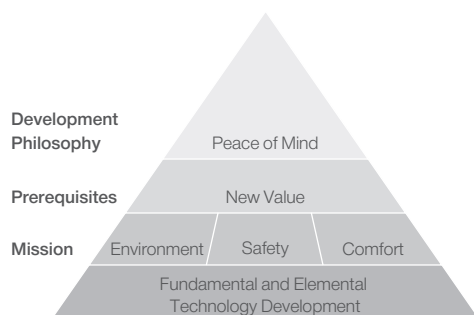 Development
Philosophy
Peace of Mind
Prerequisites
New Value
Mission
Environment
Safety
Comfort
Fundamental and Elemental
Technology Development